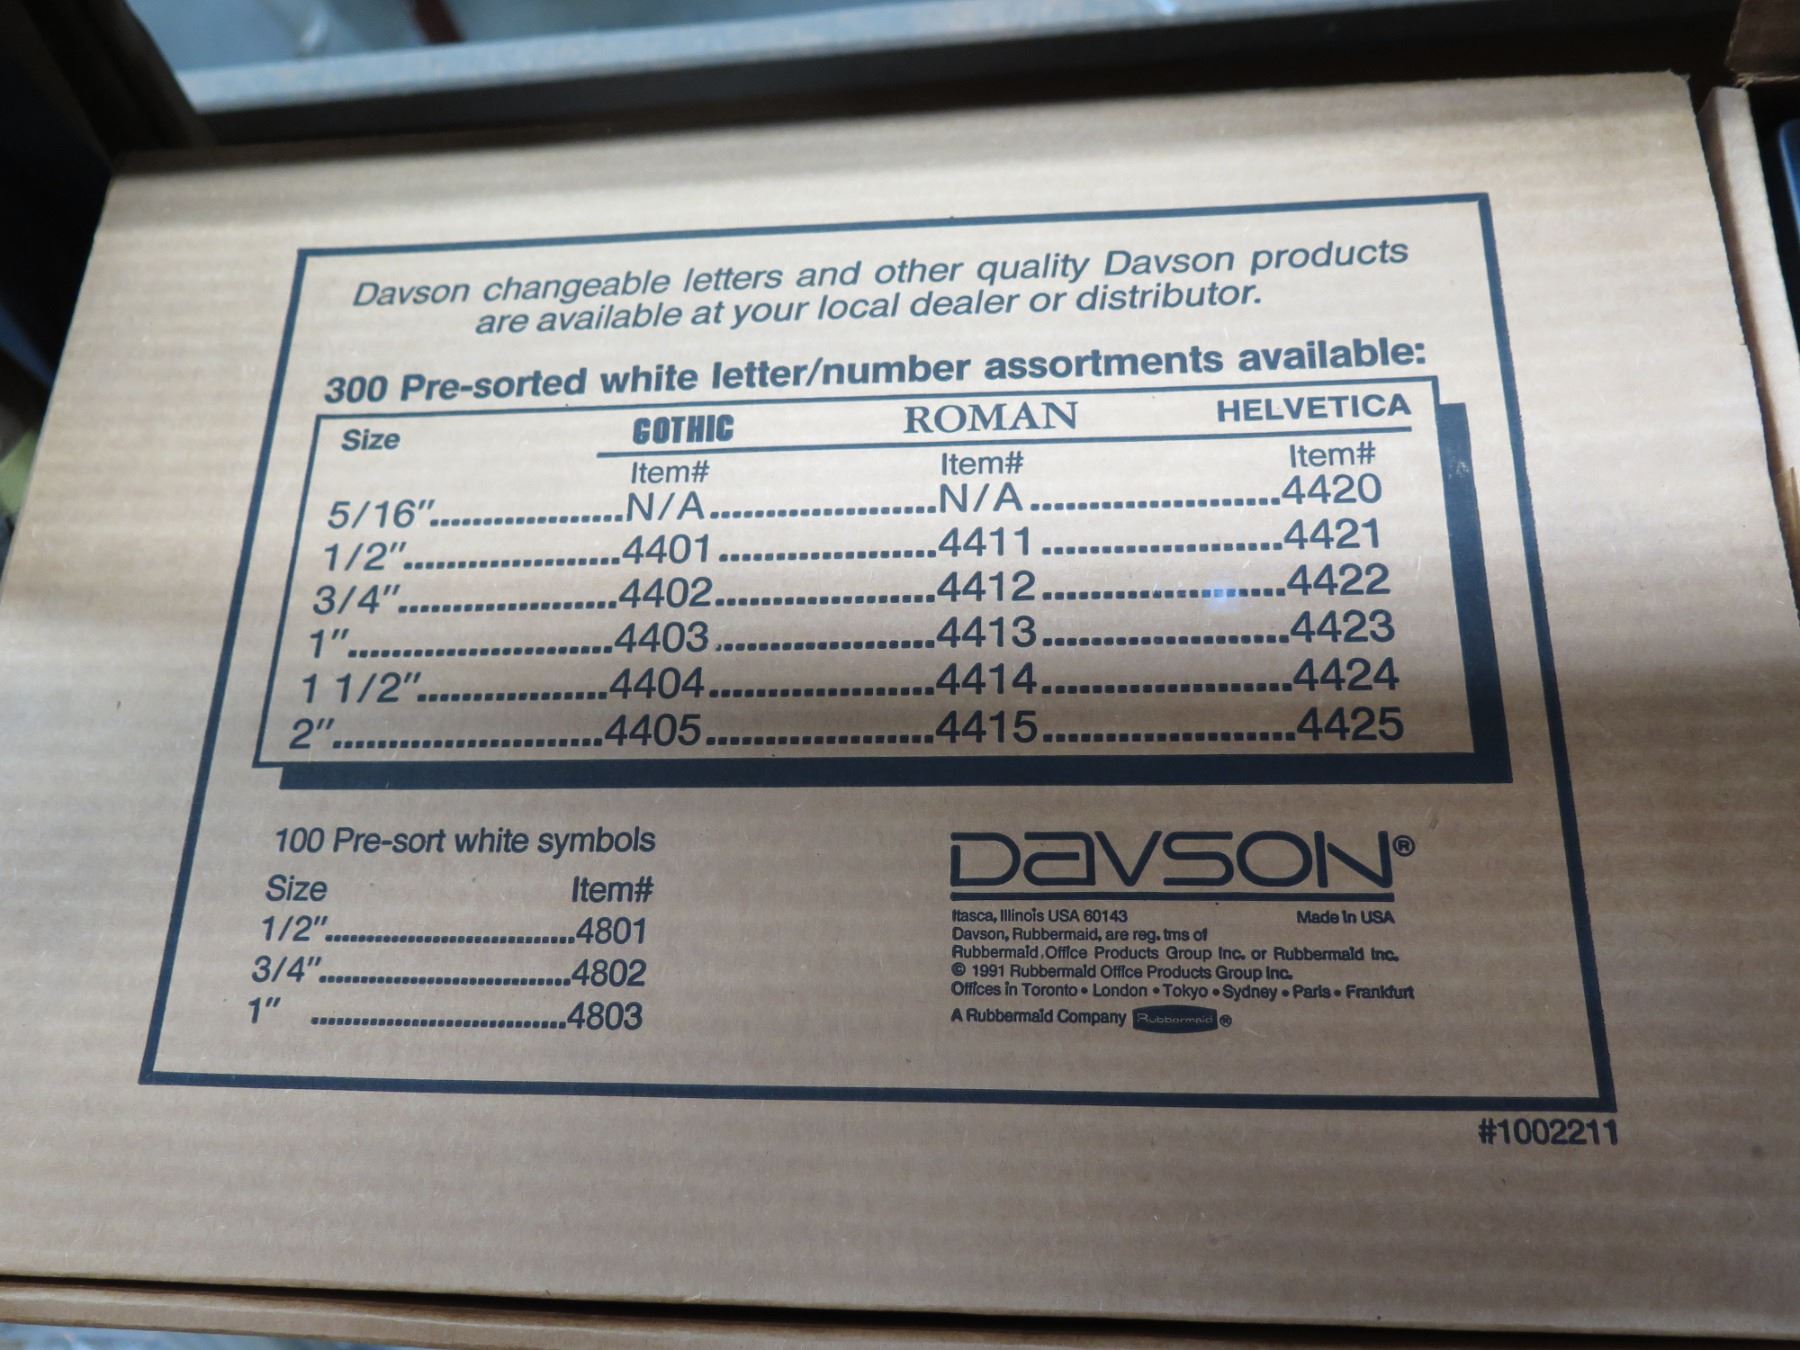 Davson changeable letters and other quality Davson products
are available at your local dealer or distributor.
300 Pre-sorted white letter/number assortments available:
Size GOTHIC ROMAN HELVETICA
Item# Item# Item#
5/16"....................N/A........................N/A..........................4420
1/2"......................4401......................4411.........................4421
3/4"......................4402......................4412.........................4422
1"..........................4403......................4413.........................4423
1 1/2"...................4404......................4414.........................4424
2"..........................4405......................4415.........................4425
100 Pre-sort white symbols
Size Item#
1/2"..............................4801
3/4"..............................4802
1" ..............................4803
DAVSON®
Itasca, Illinois USA 60143 Made in USA
Davson, Rubbermaid, are reg. tms of
Rubbermaid Office Products Group Inc. or Rubbermaid Inc.
© 1991 Rubbermaid Office Products Group Inc.
Offices in Toronto • London • Tokyo • Sydney • Paris • Frankfurt
A Rubbermaid Company Rubbermaid ®
#1002211